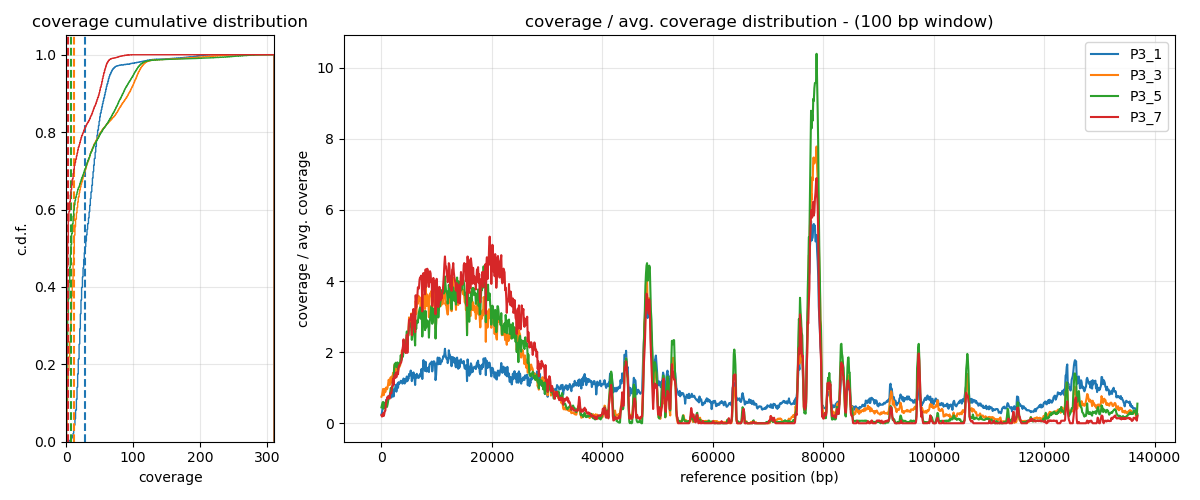 coverage cumulative distribution
1.0
0.8
0.6
0.4
0.2
0.0
c.d.f.
0
100
200
300
coverage
coverage / avg. coverage distribution - (100 bp window)
10
8
6
4
2
0
coverage / avg. coverage
0
20000
40000
60000
80000
100000
120000
140000
reference position (bp)
P3_1
P3_3
P3_5
P3_7